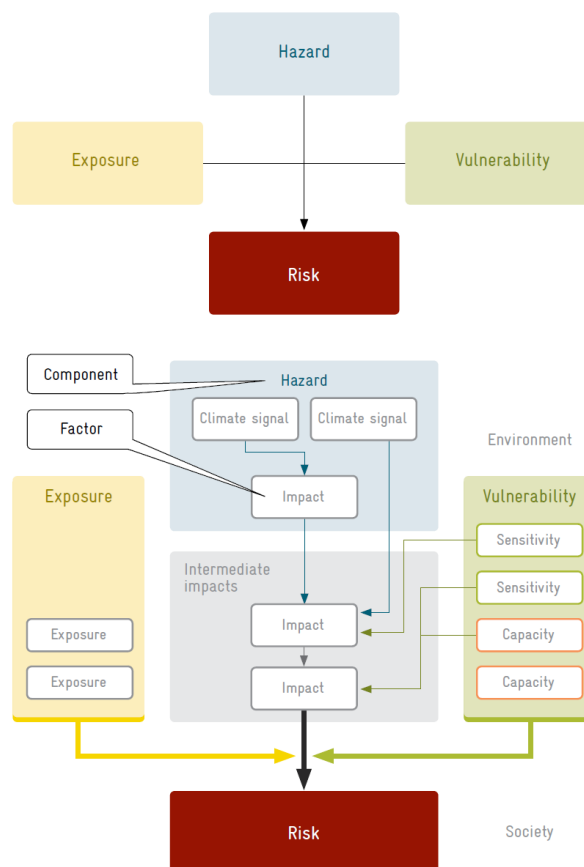 Hazard
Exposure
Vulnerability
Risk
Component
Hazard
Factor
Climate signal
Climate signal
Environment
Exposure
Impact
Vulnerability
Sensitivity
Intermediate
impacts
Sensitivity
Impact
Exposure
Capacity
Exposure
Impact
Capacity
Risk
Society